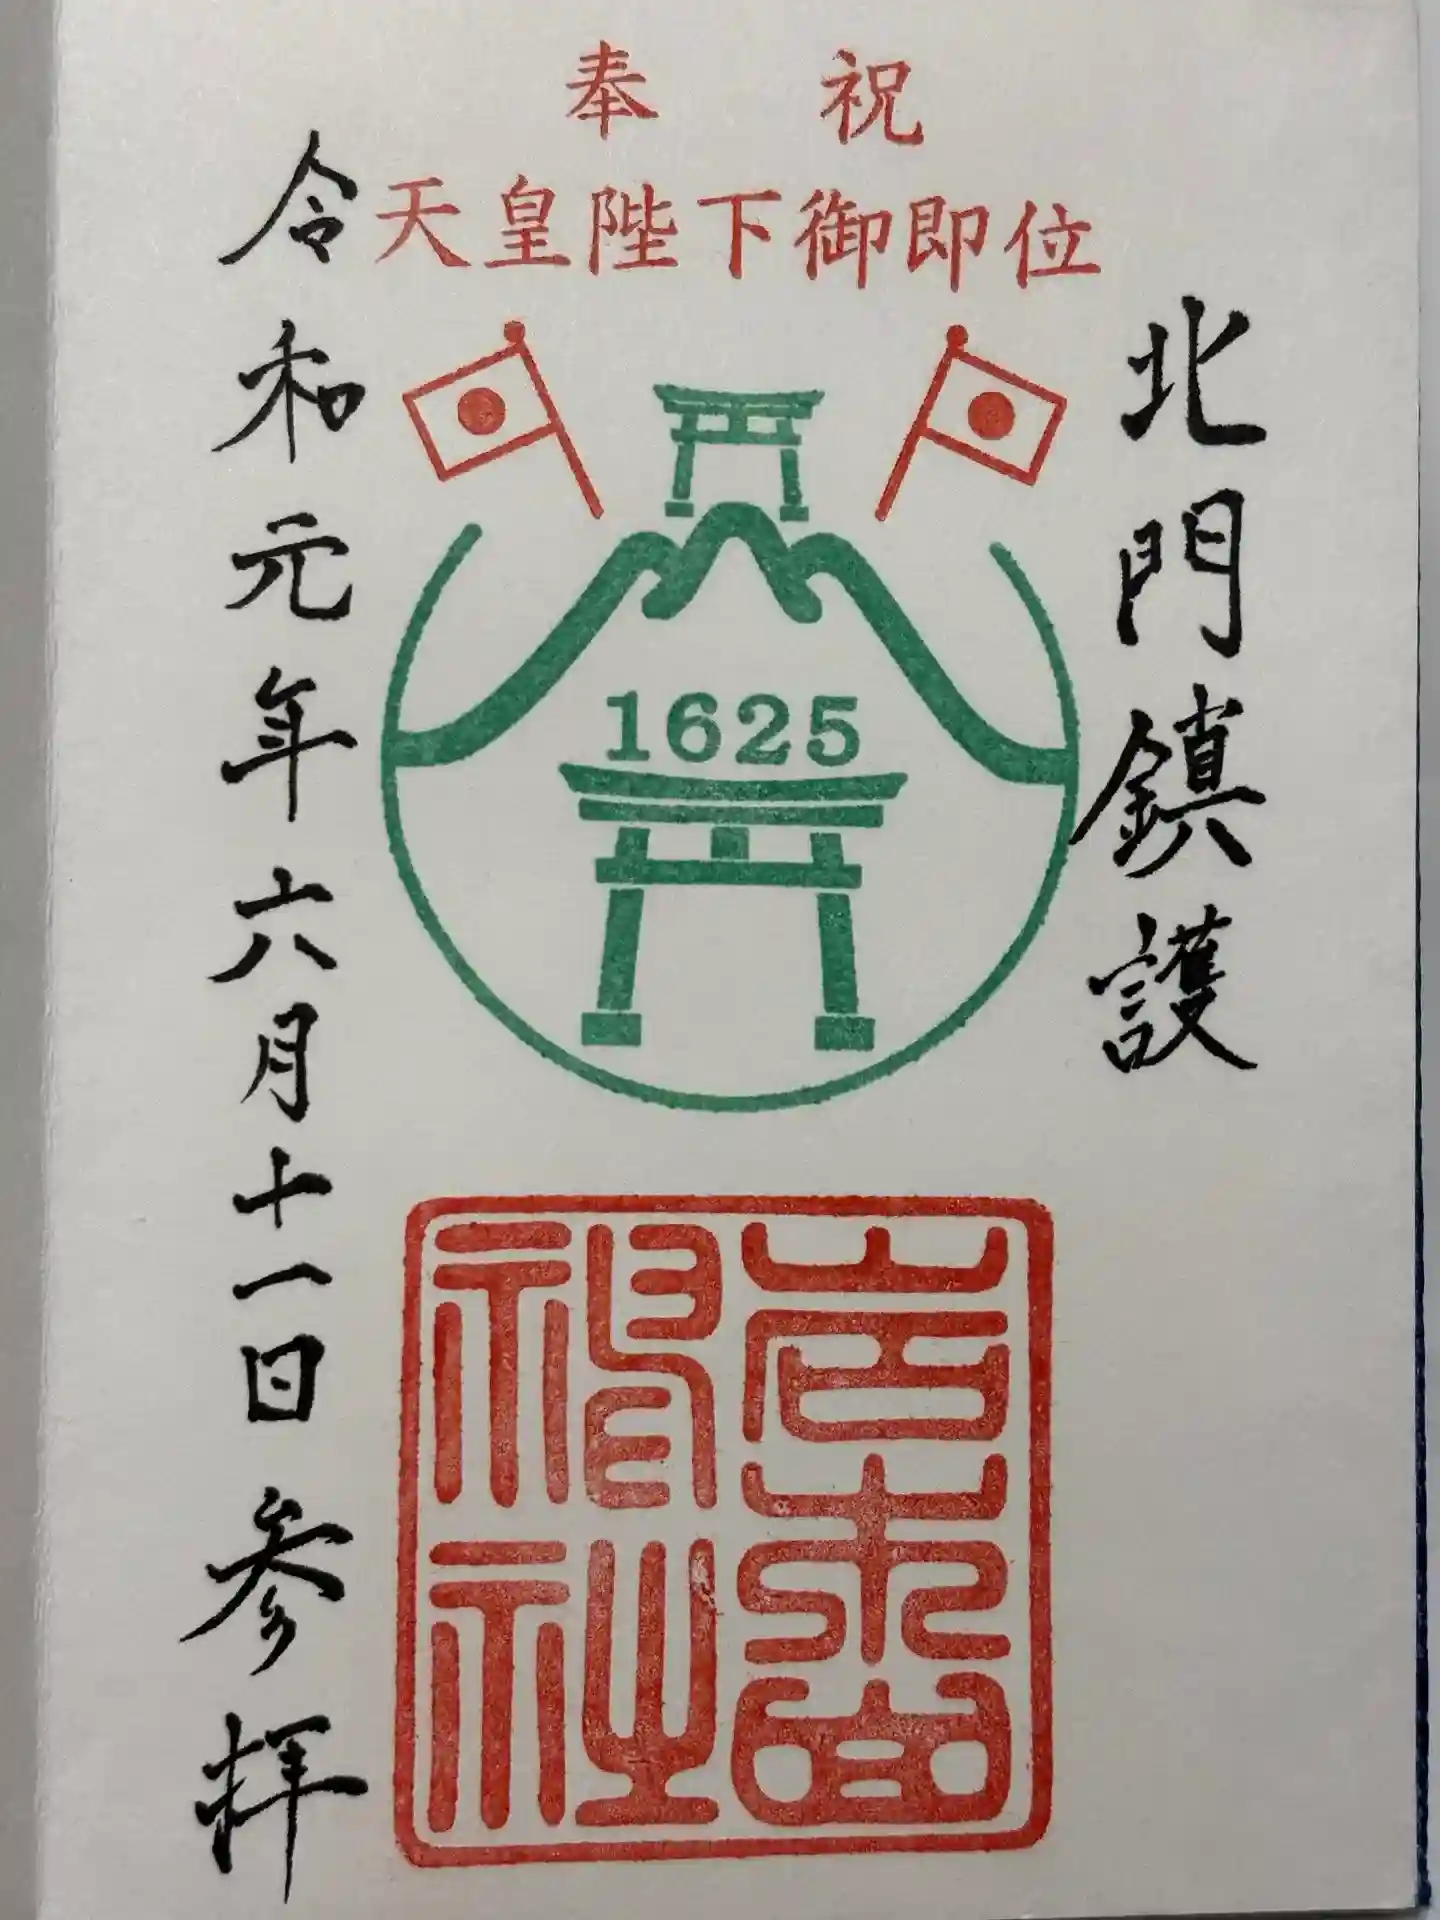 奉祝
天皇陛下御即位
北門鎮護
1625
岩木山
神社
令和元年六月十一日参拝